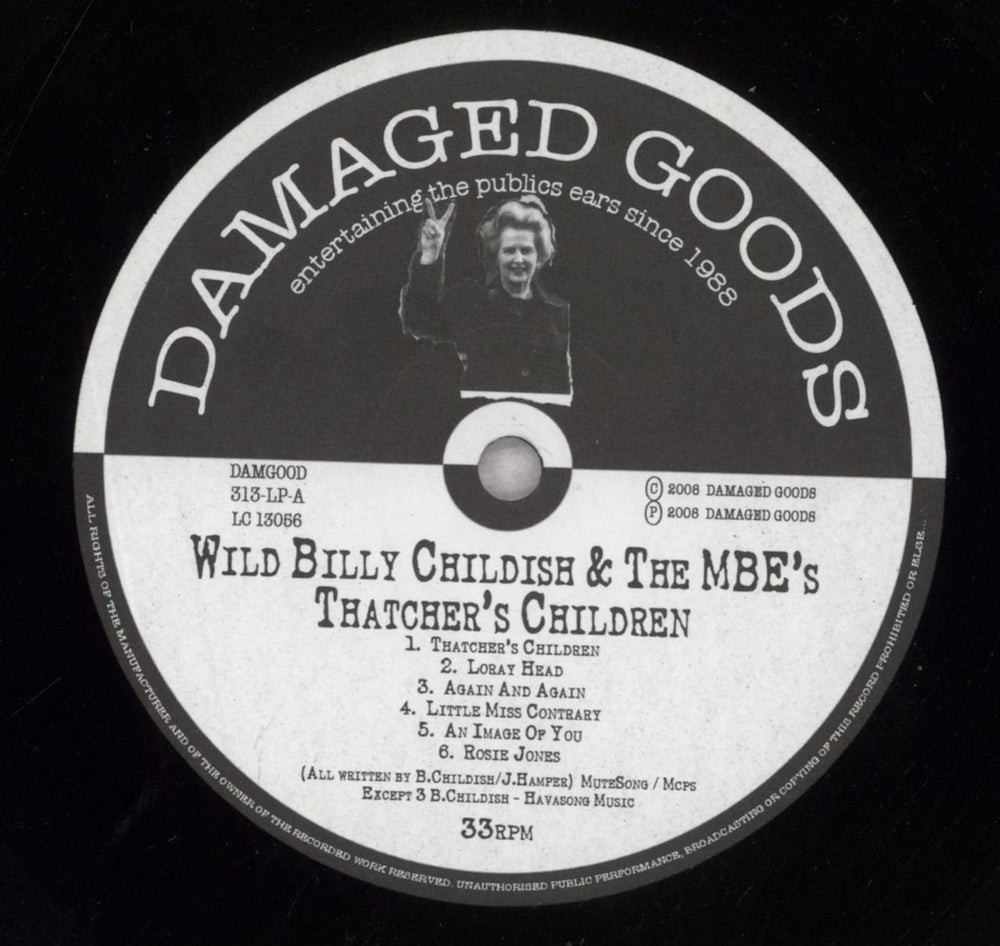 DAMAGED GOODS
entertaining the publics ears since 1988
DAMGOOD
313-LP-A
LC 13056
Ⓒ 2008 DAMAGED GOODS
Ⓟ 2008 DAMAGED GOODS
WILD BILLY CHILDISH & THE MBE'S
THATCHER'S CHILDREN
1. THATCHER'S CHILDREN
2. LORAY HEAD
3. AGAIN AND AGAIN
4. LITTLE MISS CONTRARY
5. AN IMAGE OF YOU
6. ROSIE JONES
(ALL WRITTEN BY B.CHILDISH/J.HAMPER) MUTESONG / MCPS
EXCEPT 3 B.CHILDISH - HAVASONG MUSIC
33RPM
ALL RIGHTS OF THE MANUFACTURER AND OF THE OWNER OF THE RECORDED WORK RESERVED. UNAUTHORISED PUBLIC PERFORMANCE, BROADCASTING OR COPYING OF THIS RECORD PROHIBITED OR ELSE...